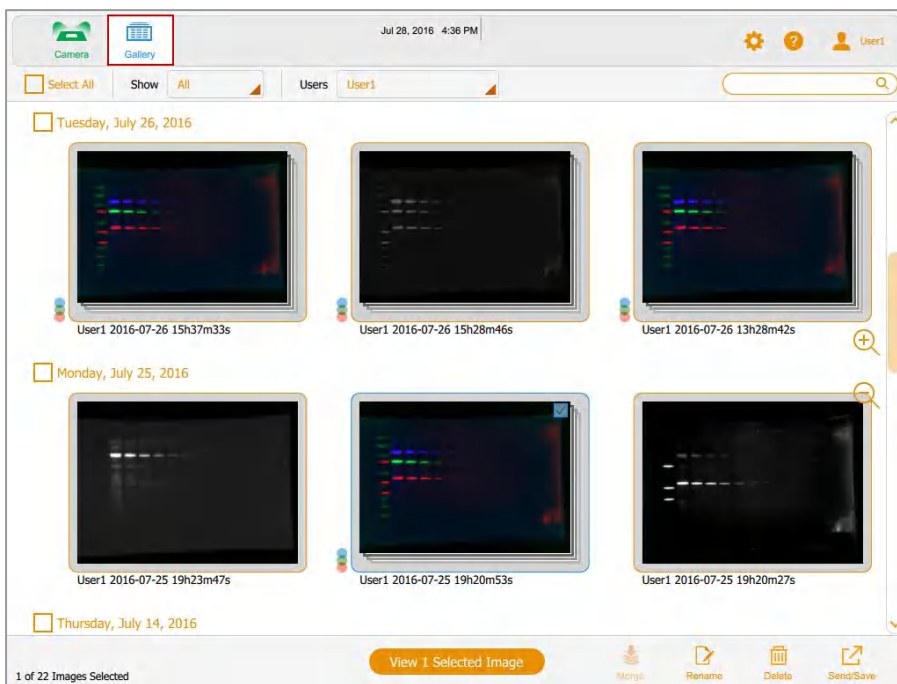 Jul 28, 2016 4:36 PM
Camera
Gallery
User1
Select All
Show
All
Users
User1
Tuesday, July 26, 2016
User1 2016-07-26 15h37m33s
User1 2016-07-26 15h28m46s
User1 2016-07-26 13h28m42s
Monday, July 25, 2016
User1 2016-07-25 19h23m47s
User1 2016-07-25 19h20m53s
User1 2016-07-25 19h20m27s
Thursday, July 14, 2016
1 of 22 Images Selected
View 1 Selected Image
Merge
Rename
Delete
Send/Save